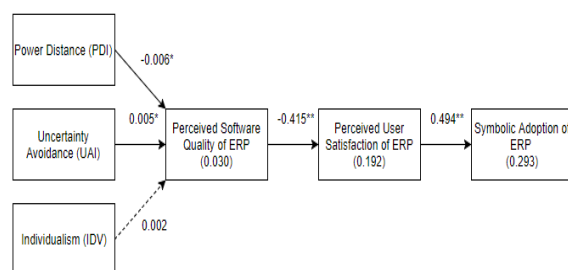 Power Distance (PDI)
-0.006*
Uncertainty
Avoidance (UAI)
0.005*
Perceived Software
Quality of ERP
(0.030)
-0.415**
Perceived User
Satisfaction of ERP
(0.192)
0.494**
Symbolic Adoption of
ERP
(0.293)
Individualism (IDV)
0.002